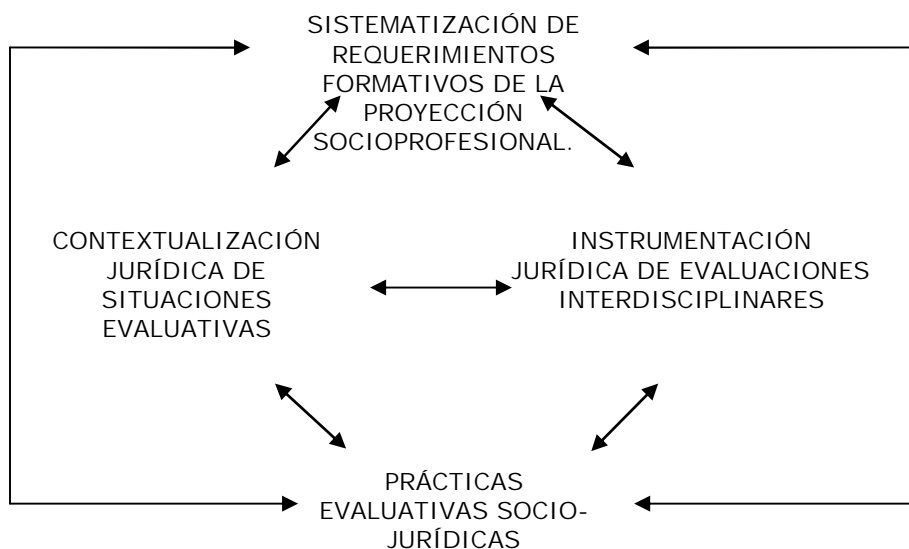 SISTEMATIZACIÓN DE
REQUERIMIENTOS
FORMATIVOS DE LA
PROYECCIÓN
SOCIOPROFESIONAL.
CONTEXTUALIZACIÓN
JURÍDICA DE
SITUACIONES
EVALUATIVAS
INSTRUMENTACIÓN
JURÍDICA DE EVALUACIONES
INTERDISCIPLINARES
PRÁCTICAS
EVALUATIVAS SOCIO-
JURÍDICAS